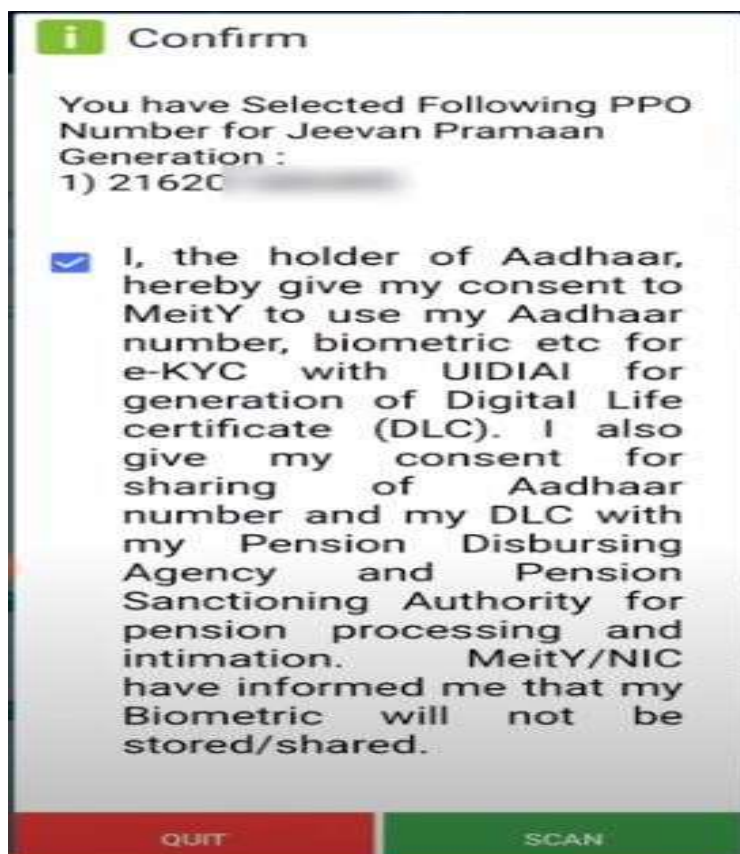 i Confirm
You have Selected Following PPO
Number for Jeevan Pramaan
Generation :
1) 21620
I, the holder of Aadhaar,
hereby give my consent to
MeitY to use my Aadhaar
number, biometric etc for
e-KYC with UIDIAI for
generation of Digital Life
certificate (DLC). I also
give my consent for
sharing of Aadhaar
number and my DLC with
my Pension Disbursing
Agency and Pension
Sanctioning Authority for
pension processing and
intimation. MeitY/NIC
have informed me that my
Biometric will not be
stored/shared.
QUIT SCAN